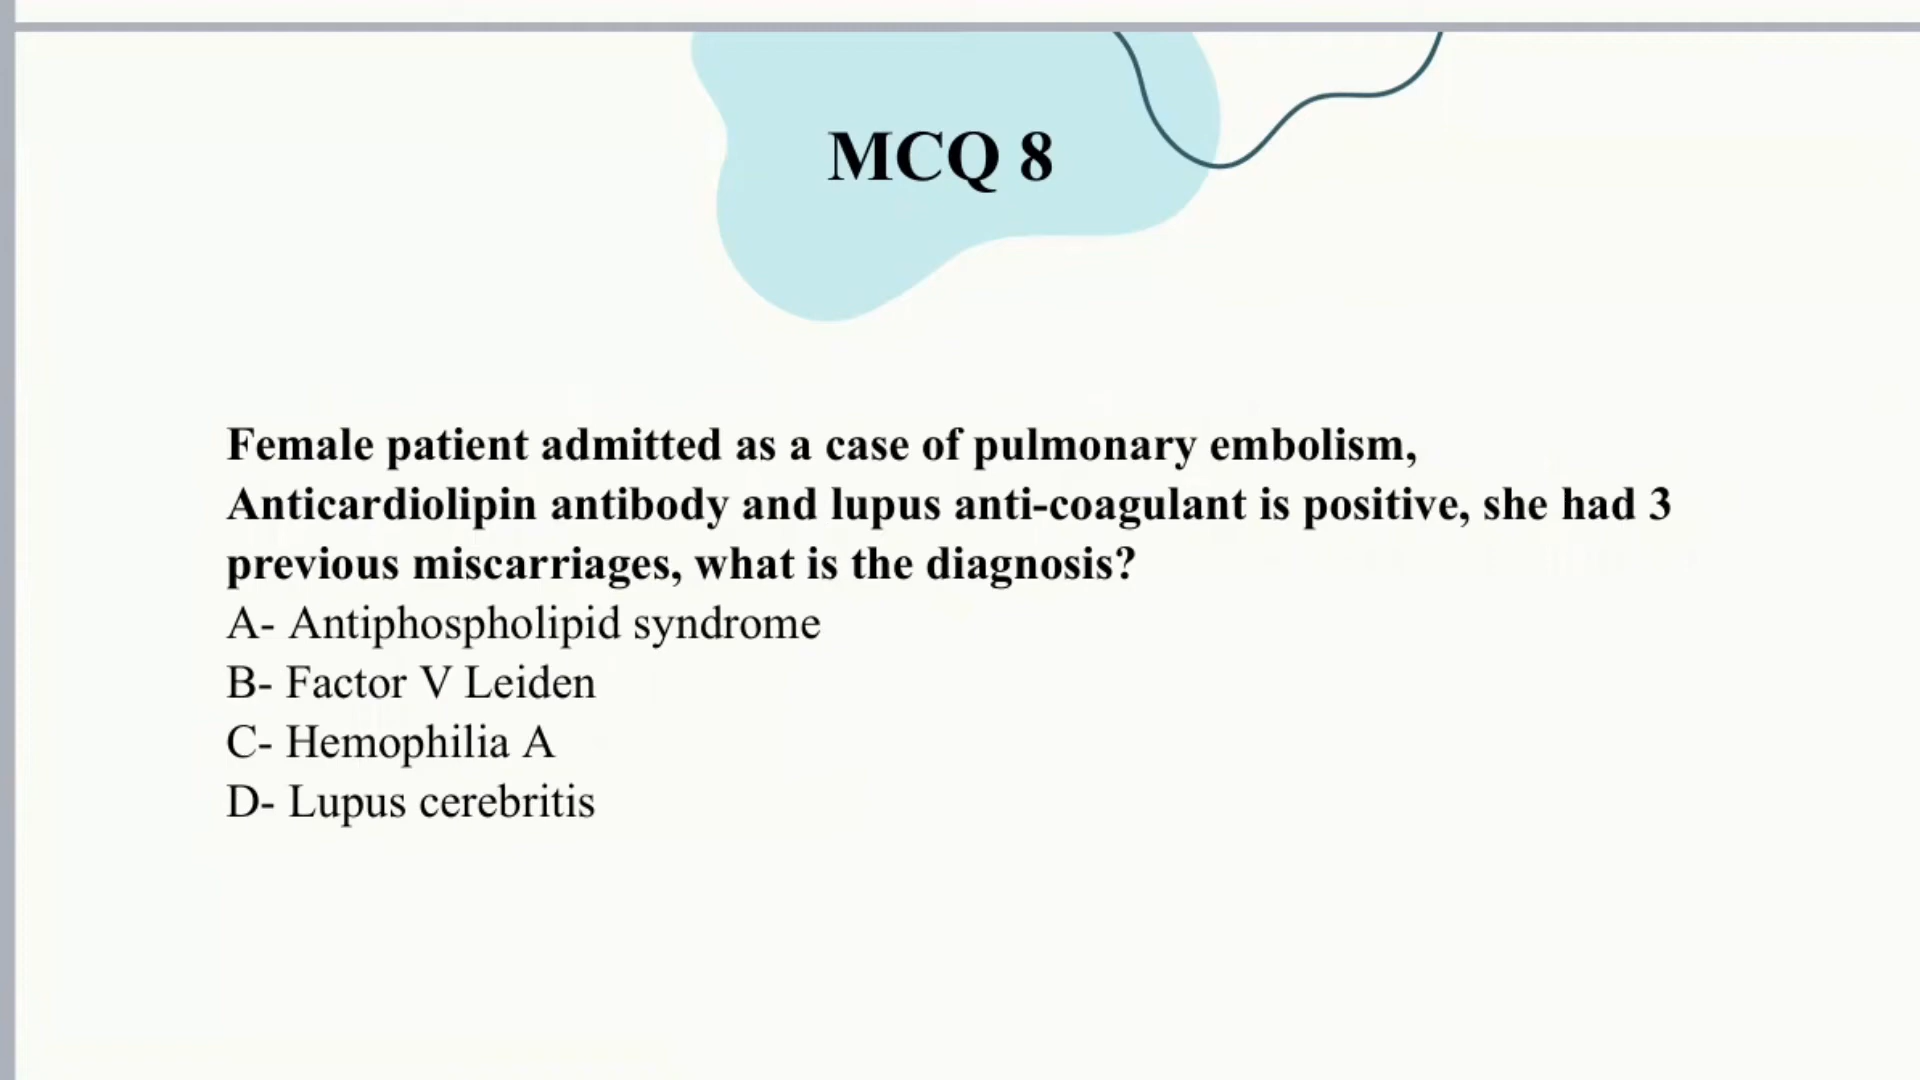 MCQ 8
Female patient admitted as a case of pulmonary embolism,
Anticardiolipin antibody and lupus anti-coagulant is positive, she had 3
previous miscarriages, what is the diagnosis?
A- Antiphospholipid syndrome
B- Factor V Leiden
C- Hemophilia A
D- Lupus cerebritis